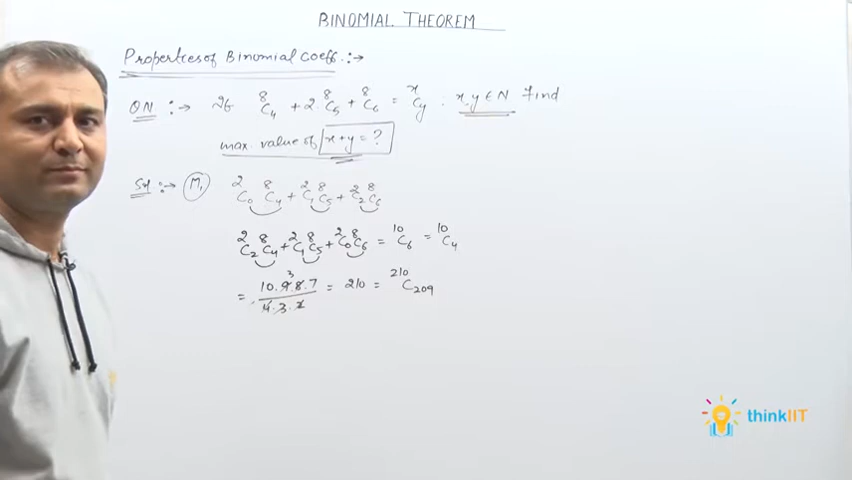 BINOMIAL THEOREM
Properties of Binomial Coeff. :→
QN :→ If ⁸C₄ + 2. ⁸C₅ + ⁸C₆ = ˣCᵧ . x, y ∈ N find
max. value of x+y = ?
Sol :→ M₁ ²C₀ ⁸C₄ + ²C₁ ⁸C₅ + ²C₂ ⁸C₆
²C₂ ⁸C₄ + ²C₁ ⁸C₅ + ²C₀ ⁸C₆ = ¹⁰C₆ = ¹⁰C₄
= 10.9.8.7 / 4.3.2 3 = 210 = ²¹⁰C₂₀₉
thinkIIT